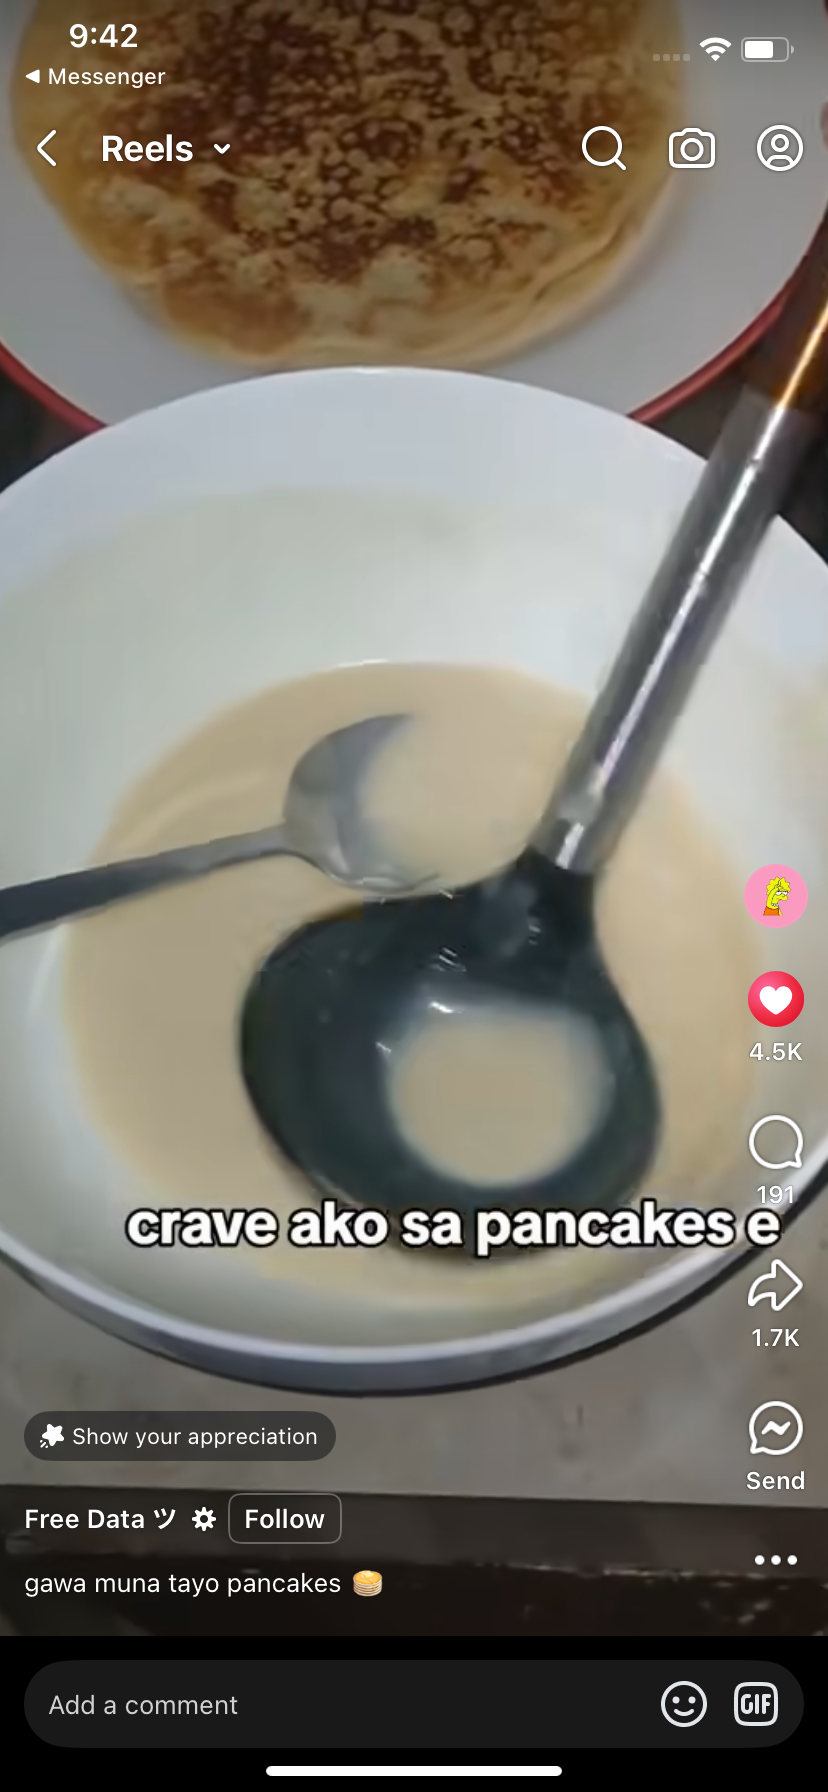 9:42
Messenger
Reels
4.5K
191
crave ako sa pancakes e
1.7K
Show your appreciation
Send
Free Data ツ Follow
gawa muna tayo pancakes 🥞
Add a comment
GIF